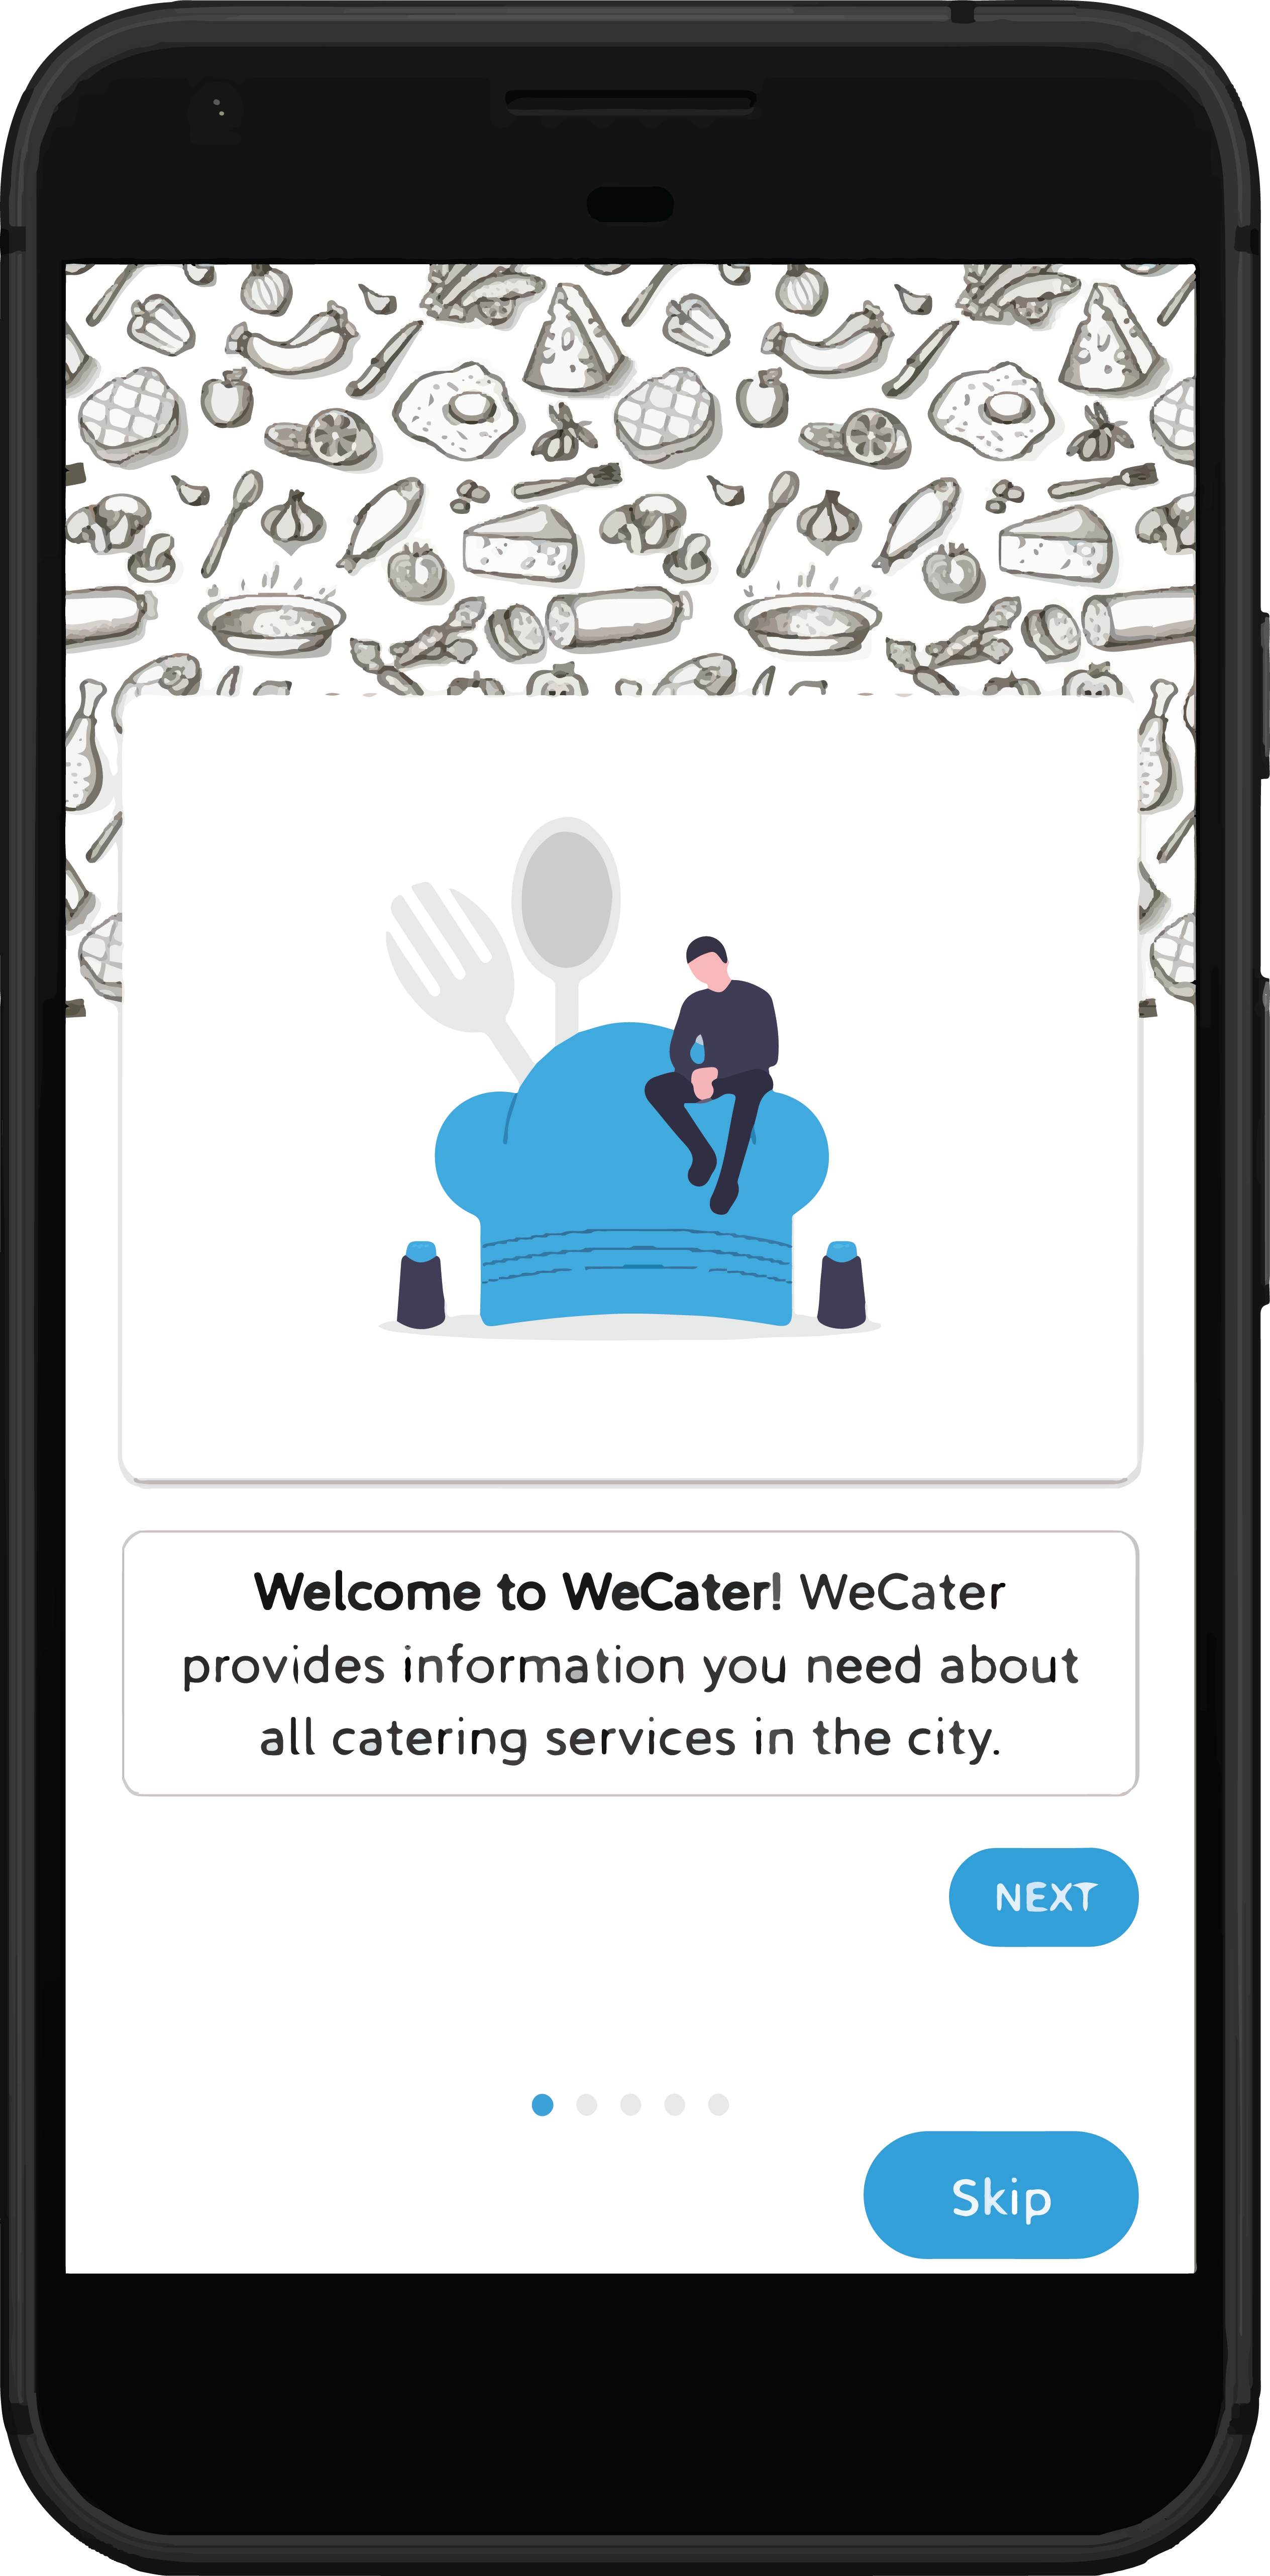 Welcome to WeCater! WeCater
provides information you need about
all catering services in the city.
NEXT
Skip